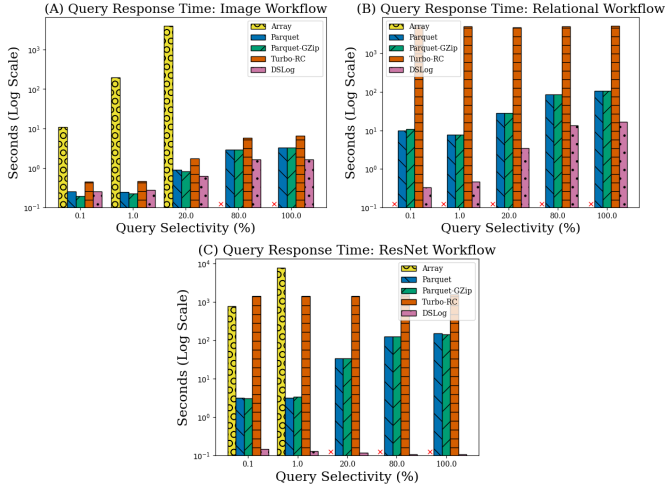 (A) Query Response Time: Image Workflow
Seconds (Log Scale)
10³
10²
10¹
10⁰
10⁻¹
Array
Parquet
Parquet-GZip
Turbo-RC
DSLog
0.1 1.0 20.0 80.0 100.0
Query Selectivity (%)
(B) Query Response Time: Relational Workflow
Seconds (Log Scale)
10³
10²
10¹
10⁰
10⁻¹
Array
Parquet
Parquet-GZip
Turbo-RC
DSLog
0.1 1.0 20.0 80.0 100.0
Query Selectivity (%)
(C) Query Response Time: ResNet Workflow
Seconds (Log Scale)
10⁴
10³
10²
10¹
10⁰
10⁻¹
Array
Parquet
Parquet-GZip
Turbo-RC
DSLog
0.1 1.0 20.0 80.0 100.0
Query Selectivity (%)